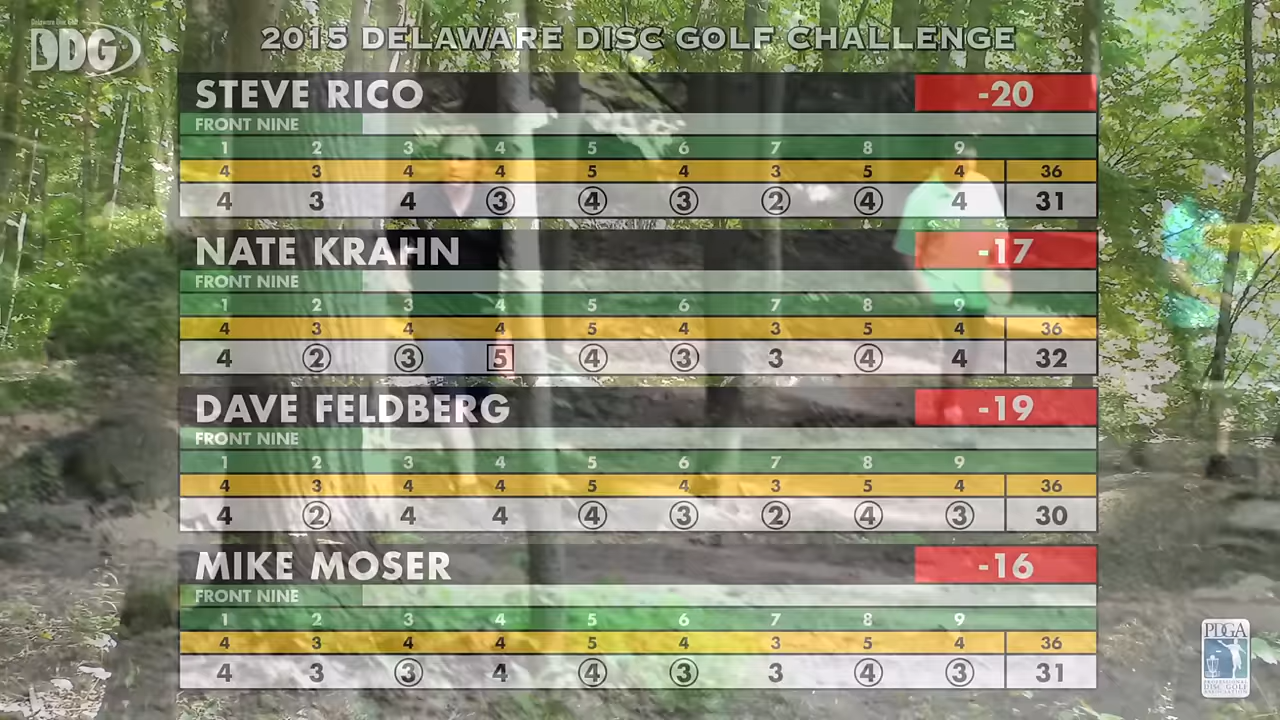 Delaware Disc Golf
DDG
2015 DELAWARE DISC GOLF CHALLENGE
STEVE RICO -20
FRONT NINE
1 2 3 4 5 6 7 8 9
4 3 4 4 5 4 3 5 4 36
4 3 4 3 4 3 2 4 4 31
NATE KRAHN -17
FRONT NINE
1 2 3 4 5 6 7 8 9
4 3 4 4 5 4 3 5 4 36
4 2 3 5 4 3 3 4 4 32
DAVE FELDBERG -19
FRONT NINE
1 2 3 4 5 6 7 8 9
4 3 4 4 5 4 3 5 4 36
4 2 4 4 4 3 2 4 3 30
MIKE MOSER -16
FRONT NINE
1 2 3 4 5 6 7 8 9
4 3 4 4 5 4 3 5 4 36
4 3 3 4 4 3 3 4 3 31
PDGA
PROFESSIONAL
DISC GOLF
ASSOCIATION